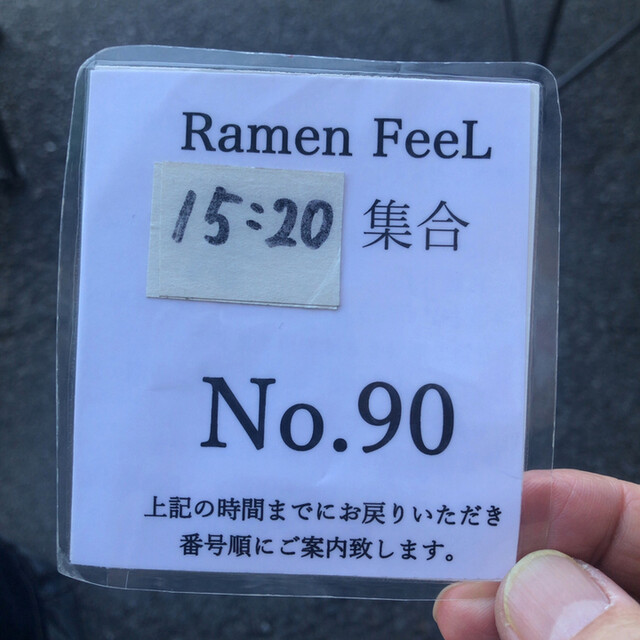 Ramen FeeL
15:20 集合
No.90
上記の時間までにお戻りいただき
番号順にご案内致します。